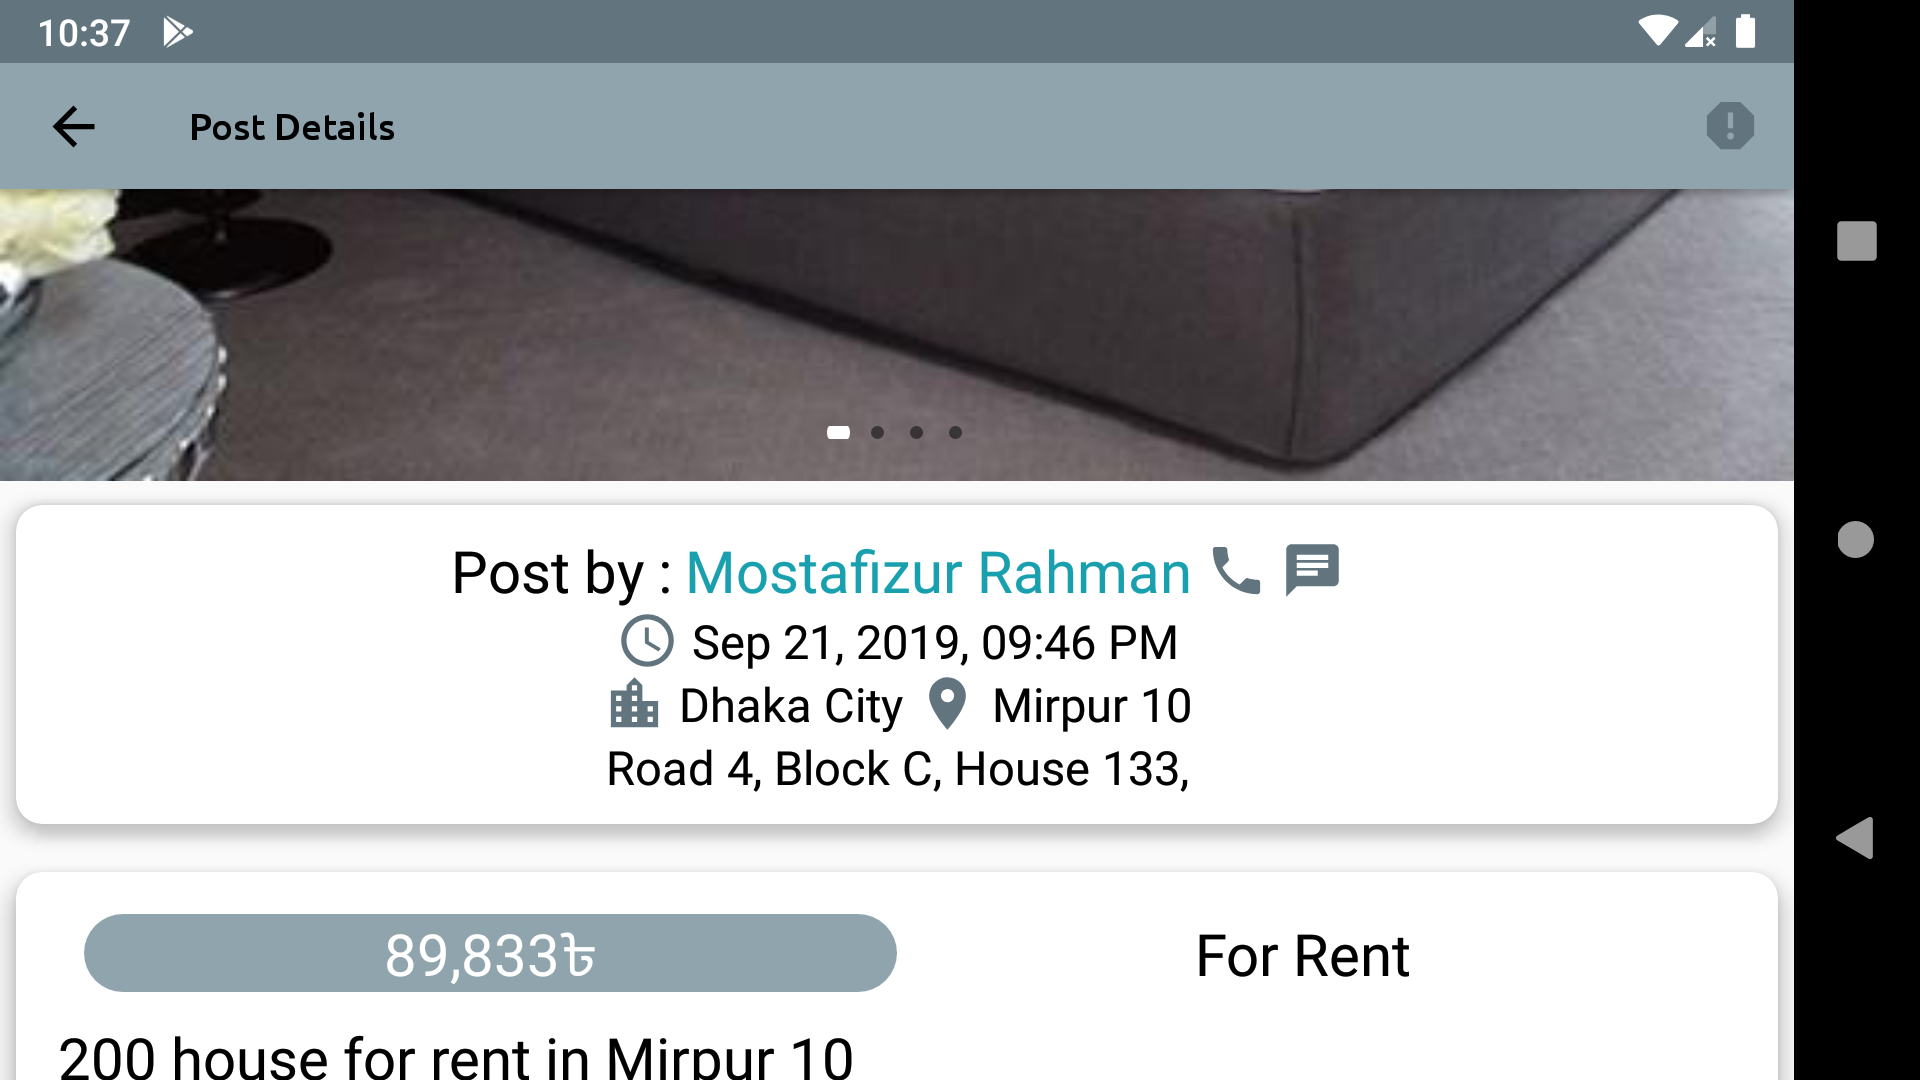 10:37
Post Details
Post by : Mostafizur Rahman
Sep 21, 2019, 09:46 PM
Dhaka City Mirpur 10
Road 4, Block C, House 133,
89,833৳ For Rent
200 house for rent in Mirpur 10